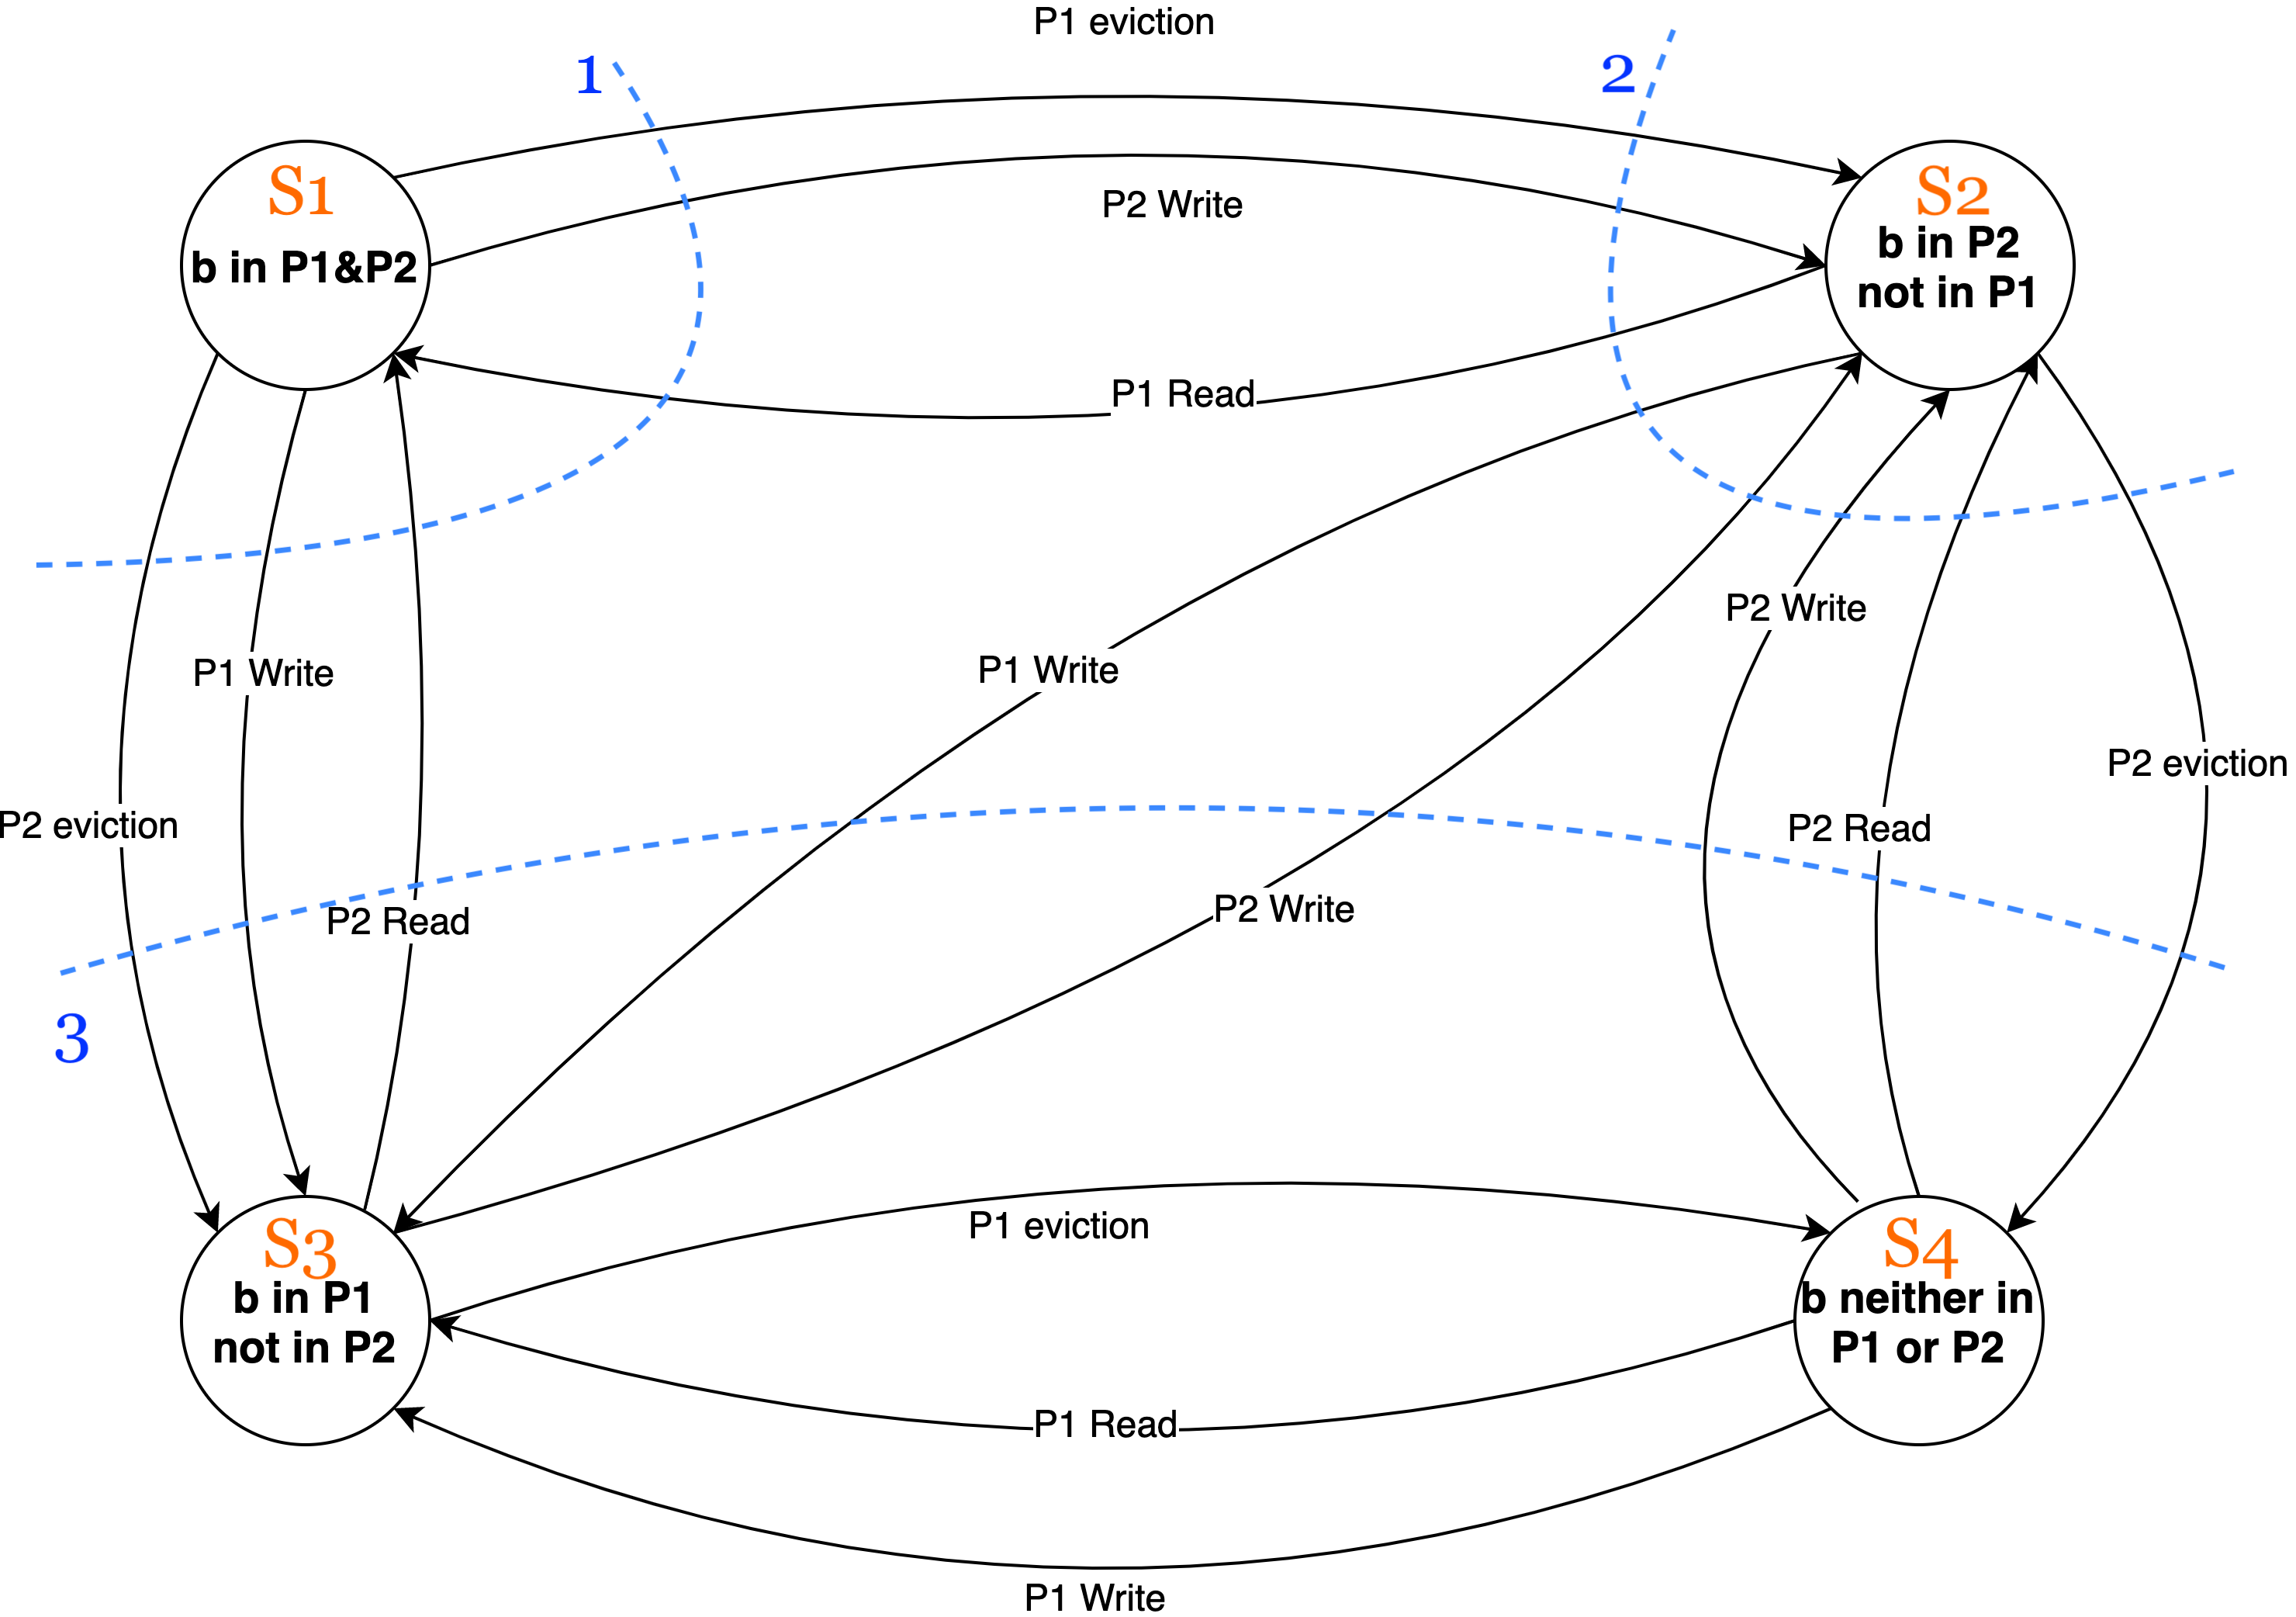 P1 eviction
1
2
S1
b in P1&P2
S2
b in P2
not in P1
P2 Write
P1 Read
P2 Write
P1 Write
P1 Write
P2 eviction
P2 eviction
P2 Read
P2 Write
P2 Read
3
P1 eviction
S3
b in P1
not in P2
S4
b neither in
P1 or P2
P1 Read
P1 Write